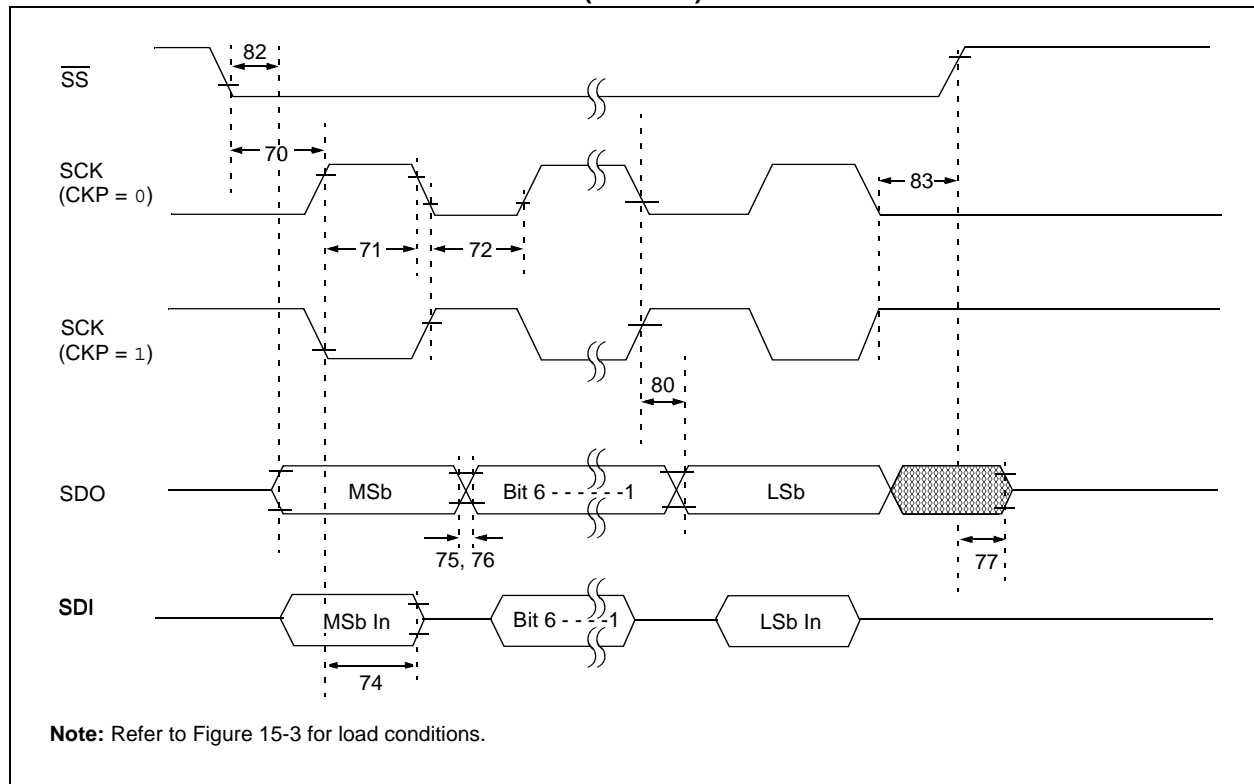 82
SS
70
SCK
(CKP = 0)
83
71
72
SCK
(CKP = 1)
80
SDO
MSb
Bit 6 - - - - - -1
LSb
75, 76
77
SDI
MSb In
Bit 6 - - - -1
LSb In
74
Note: Refer to Figure 15-3 for load conditions.